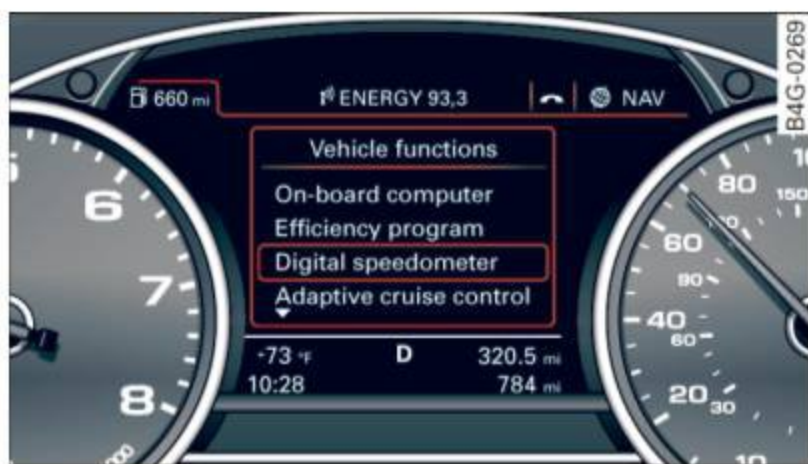 B4G-0269
660 mi
ENERGY 93,3
NAV
Vehicle functions
On-board computer
Efficiency program
Digital speedometer
Adaptive cruise control
+73 °F
D
320.5 mi
10:28
784 mi
6
7
8
80
150
60
90
40
60
20
30
10